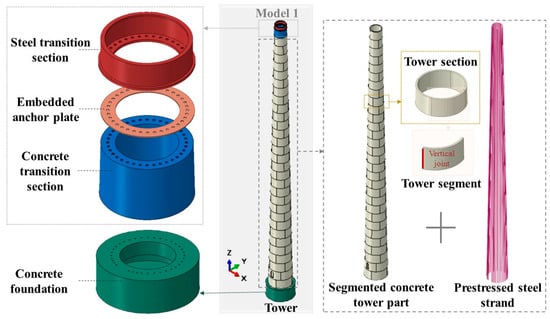 Model 1
Steel transition
section
Embedded
anchor plate
Concrete
transition
section
Concrete
foundation
Z
Y
X
Tower
Tower section
Vertical
joint
Tower segment
Segmented concrete
tower part
Prestressed steel
strand